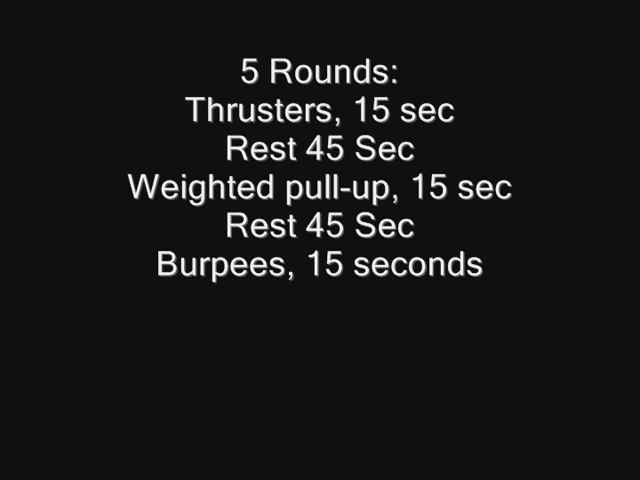 5 Rounds:
Thrusters, 15 sec
Rest 45 Sec
Weighted pull-up, 15 sec
Rest 45 Sec
Burpees, 15 seconds